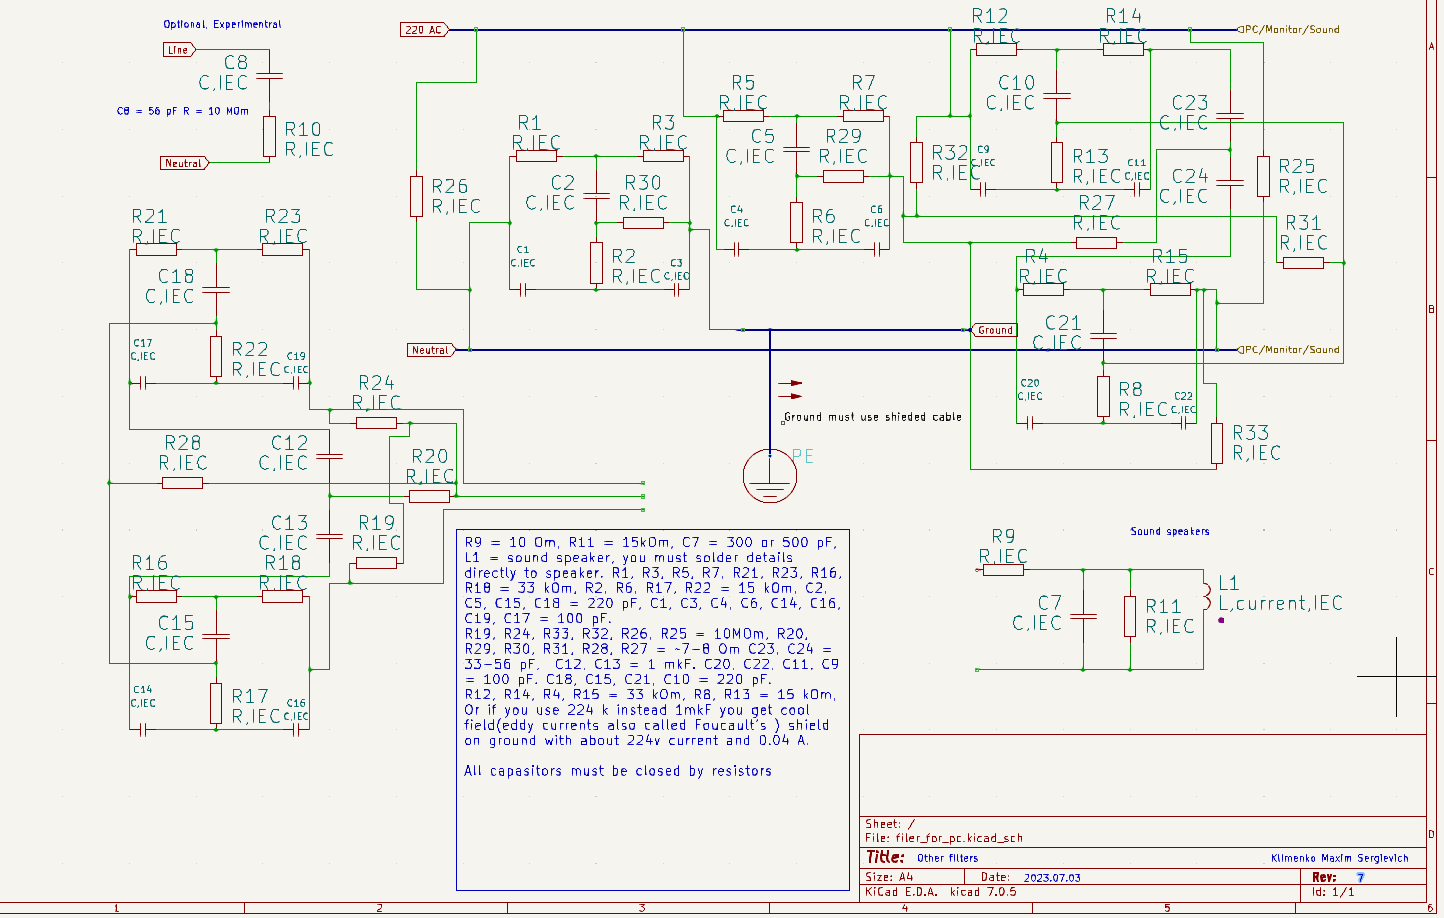 Optional, Experimentral
Line
C8
C,IEC
C8 = 56 pF R = 10 MOm
R10
R,IEC
Neutral
220 AC
PC/Monitor/Sound
R12
R,IEC
R14
R,IEC
R5
R,IEC
R7
R,IEC
C10
C,IEC
C23
C,IEC
R1
R,IEC
R3
R,IEC
C5
C,IEC
R29
R,IEC
R32
R,IEC
C9
C,IEC
R13
R,IEC
C11
C,IEC
C24
C,IEC
R25
R,IEC
R26
R,IEC
C2
C,IEC
R30
R,IEC
C4
C,IEC
R6
R,IEC
C6
C,IEC
R27
R,IEC
R31
R,IEC
R21
R,IEC
R23
R,IEC
C1
C,IEC
R2
R,IEC
C3
C,IEC
R4
R,IEC
R15
R,IEC
C18
C,IEC
C21
C,IEC
Ground
Neutral
PC/Monitor/Sound
C17
C,IEC
R22
R,IEC
C19
C,IEC
R24
R,IEC
C20
C,IEC
R8
R,IEC
C22
C,IEC
Ground must use shieded cable
PE
R33
R,IEC
R28
R,IEC
C12
C,IEC
R20
R,IEC
C13
C,IEC
R19
R,IEC
R16
R,IEC
R18
R,IEC
C15
C,IEC
C14
C,IEC
R17
R,IEC
C16
C,IEC
R9 = 10 Om, R11 = 15kOm, C7 = 300 or 500 pF,
L1 = sound speaker, you must solder details
directly to speaker. R1, R3, R5, R7, R21, R23, R16,
R18 = 33 kOm, R2, R6, R17, R22 = 15 kOm, C2,
C5, C15, C18 = 220 pF, C1, C3, C4, C6, C14, C16,
C19, C17 = 100 pF.
R19, R24, R33, R32, R26, R25 = 10MOm, R20,
R29, R30, R31, R28, R27 = ~7-8 Om C23, C24 =
33-56 pF, C12, C13 = 1 mkF. C20, C22, C11, C9
= 100 pF. C18, C15, C21, C10 = 220 pF.
R12, R14, R4, R15 = 33 kOm, R8, R13 = 15 kOm,
Or if you use 224 k instead 1mkF you get cool
field(eddy currents also called Foucault's ) shield
on ground with about 224v current and 0.04 A.
All capasitors must be closed by resistors
Sound speakers
R9
R,IEC
C7
C,IEC
R11
R,IEC
L1
L,current,IEC
Sheet: /
File: filer_for_pc.kicad_sch
Title: Other filters Klimenko Maxim Sergievich
Size: A4 Date: 2023.07.03 Rev: 7
KiCad E.D.A. kicad 7.0.5 Id: 1/1
A
B
C
D
1 2 3 4 5 6